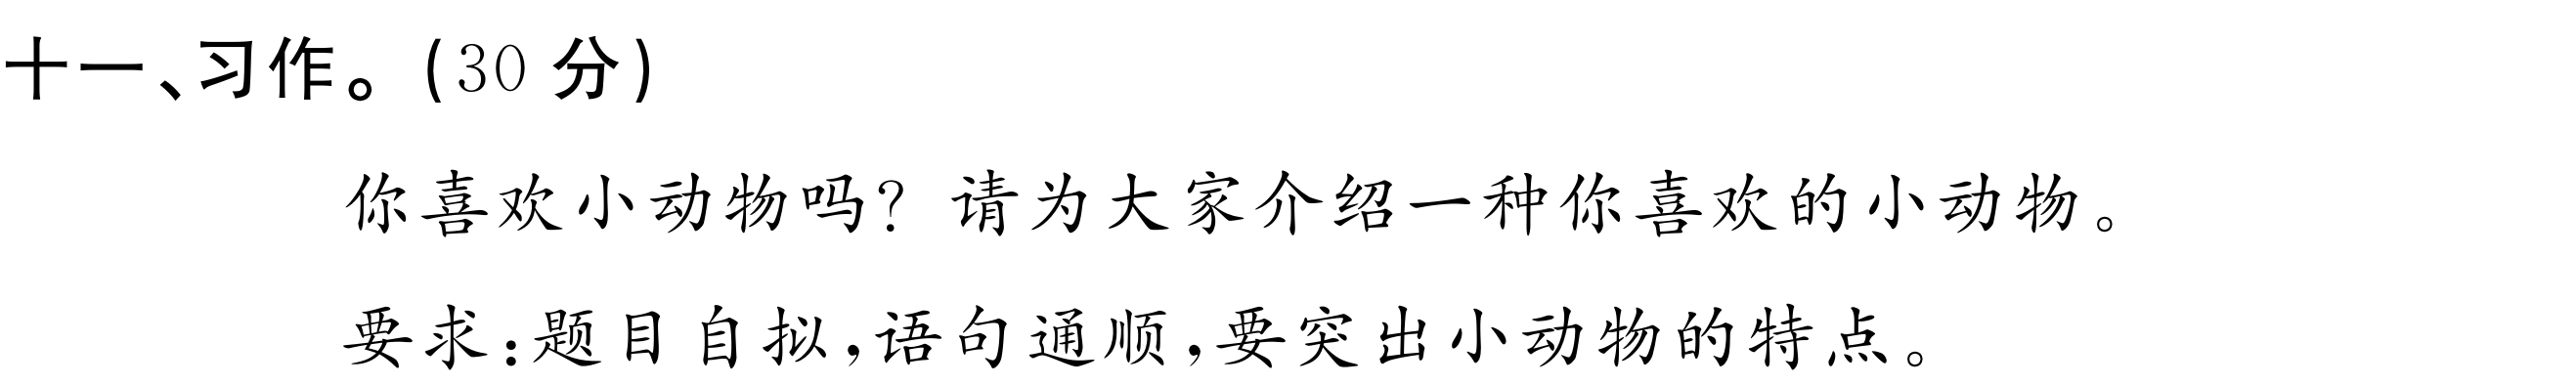 十一、习作。(30 分)
你喜欢小动物吗？请为大家介绍一种你喜欢的小动物。
要求:题目自拟,语句通顺,要突出小动物的特点。